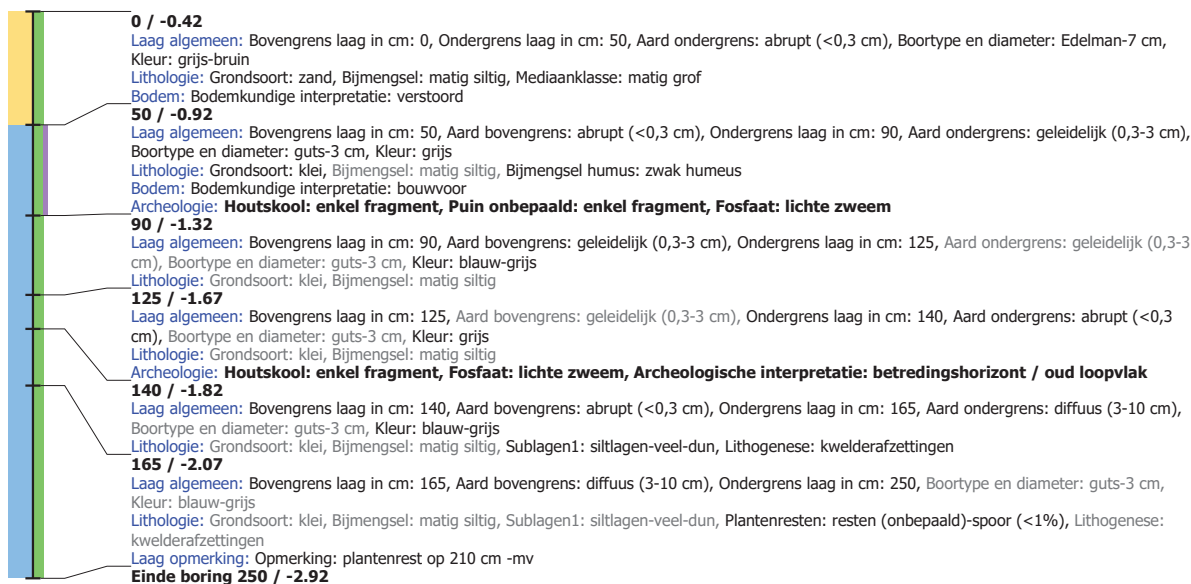 0 / -0.42
Laag algemeen: Bovengrens laag in cm: 0, Ondergrens laag in cm: 50, Aard ondergrens: abrupt (<0,3 cm), Boortype en diameter: Edelman-7 cm,
Kleur: grijs-bruin
Lithologie: Grondsoort: zand, Bijmengsel: matig siltig, Mediaanklasse: matig grof
Bodem: Bodemkundige interpretatie: verstoord
50 / -0.92
Laag algemeen: Bovengrens laag in cm: 50, Aard bovengrens: abrupt (<0,3 cm), Ondergrens laag in cm: 90, Aard ondergrens: geleidelijk (0,3-3 cm),
Boortype en diameter: guts-3 cm, Kleur: grijs
Lithologie: Grondsoort: klei, Bijmengsel: matig siltig, Bijmengsel humus: zwak humeus
Bodem: Bodemkundige interpretatie: bouwvoor
Archeologie: Houtskool: enkel fragment, Puin onbepaald: enkel fragment, Fosfaat: lichte zweem
90 / -1.32
Laag algemeen: Bovengrens laag in cm: 90, Aard bovengrens: geleidelijk (0,3-3 cm), Ondergrens laag in cm: 125, Aard ondergrens: geleidelijk (0,3-3
cm), Boortype en diameter: guts-3 cm, Kleur: blauw-grijs
Lithologie: Grondsoort: klei, Bijmengsel: matig siltig
125 / -1.67
Laag algemeen: Bovengrens laag in cm: 125, Aard bovengrens: geleidelijk (0,3-3 cm), Ondergrens laag in cm: 140, Aard ondergrens: abrupt (<0,3
cm), Boortype en diameter: guts-3 cm, Kleur: grijs
Lithologie: Grondsoort: klei, Bijmengsel: matig siltig
Archeologie: Houtskool: enkel fragment, Fosfaat: lichte zweem, Archeologische interpretatie: betredingshorizont / oud loopvlak
140 / -1.82
Laag algemeen: Bovengrens laag in cm: 140, Aard bovengrens: abrupt (<0,3 cm), Ondergrens laag in cm: 165, Aard ondergrens: diffuus (3-10 cm),
Boortype en diameter: guts-3 cm, Kleur: blauw-grijs
Lithologie: Grondsoort: klei, Bijmengsel: matig siltig, Sublagen1: siltlagen-veel-dun, Lithogenese: kwelderafzettingen
165 / -2.07
Laag algemeen: Bovengrens laag in cm: 165, Aard bovengrens: diffuus (3-10 cm), Ondergrens laag in cm: 250, Boortype en diameter: guts-3 cm,
Kleur: blauw-grijs
Lithologie: Grondsoort: klei, Bijmengsel: matig siltig, Sublagen1: siltlagen-veel-dun, Plantenresten: resten (onbepaald)-spoor (<1%), Lithogenese:
kwelderafzettingen
Laag opmerking: Opmerking: plantenrest op 210 cm -mv
Einde boring 250 / -2.92